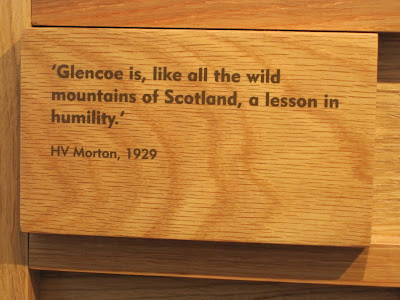 ‘Glencoe is, like all the wild
mountains of Scotland, a lesson in
humility.’
HV Morton, 1929